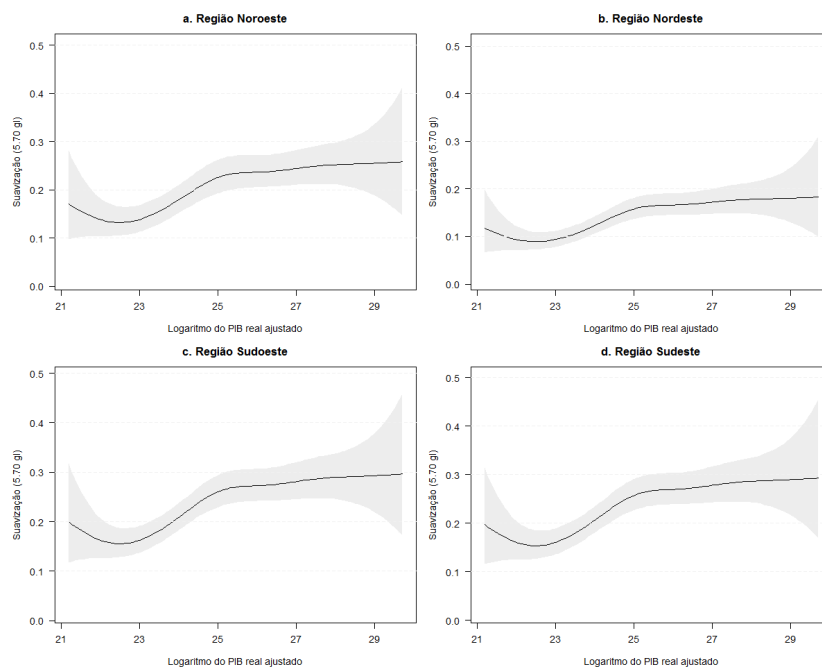 a. Região Noroeste
0.5
0.4
0.3
0.2
0.1
0.0
Suavização (5.70 gl)
21 23 25 27 29
Logaritmo do PIB real ajustado
b. Região Nordeste
0.5
0.4
0.3
0.2
0.1
0.0
Suavização (5.70 gl)
21 23 25 27 29
Logaritmo do PIB real ajustado
c. Região Sudoeste
0.5
0.4
0.3
0.2
0.1
0.0
Suavização (5.70 gl)
21 23 25 27 29
Logaritmo do PIB real ajustado
d. Região Sudeste
0.5
0.4
0.3
0.2
0.1
0.0
Suavização (5.70 gl)
21 23 25 27 29
Logaritmo do PIB real ajustado